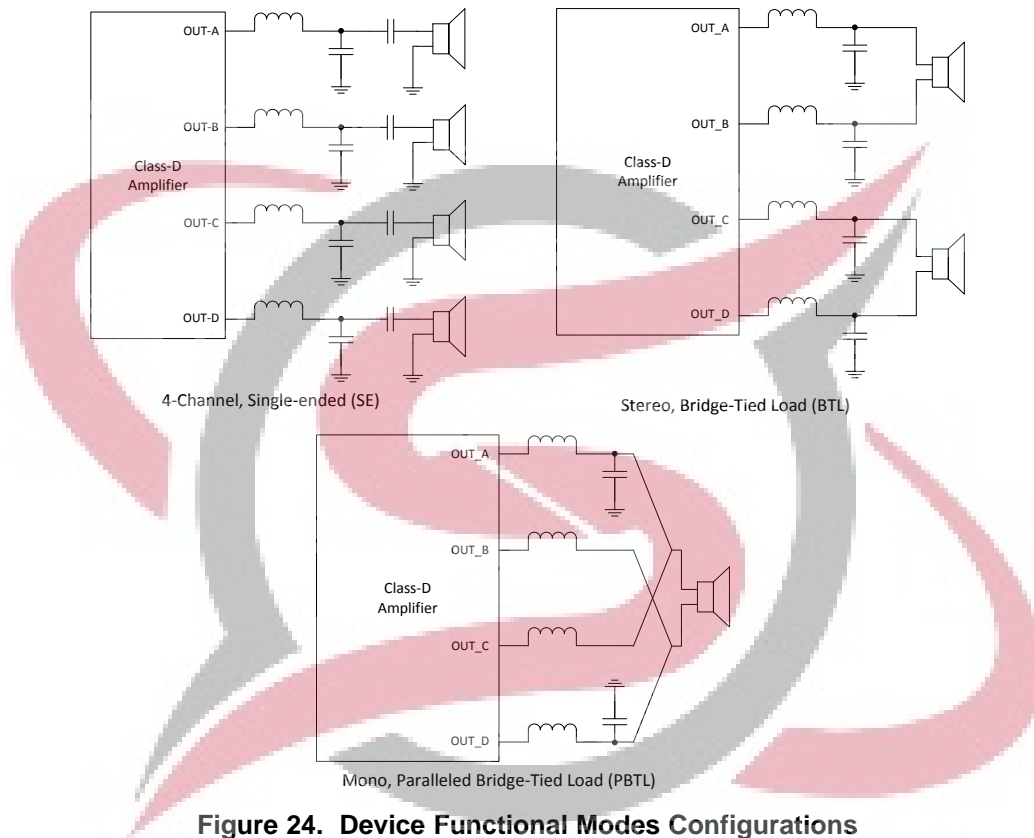 OUT-A
OUT-B
Class-D
Amplifier
OUT-C
OUT-D
4-Channel, Single-ended (SE)
OUT_A
OUT_B
Class-D
Amplifier
OUT_C
OUT_D
Stereo, Bridge-Tied Load (BTL)
OUT_A
OUT_B
Class-D
Amplifier
OUT_C
OUT_D
Mono, Paralleled Bridge-Tied Load (PBTL)
Figure 24. Device Functional Modes Configurations